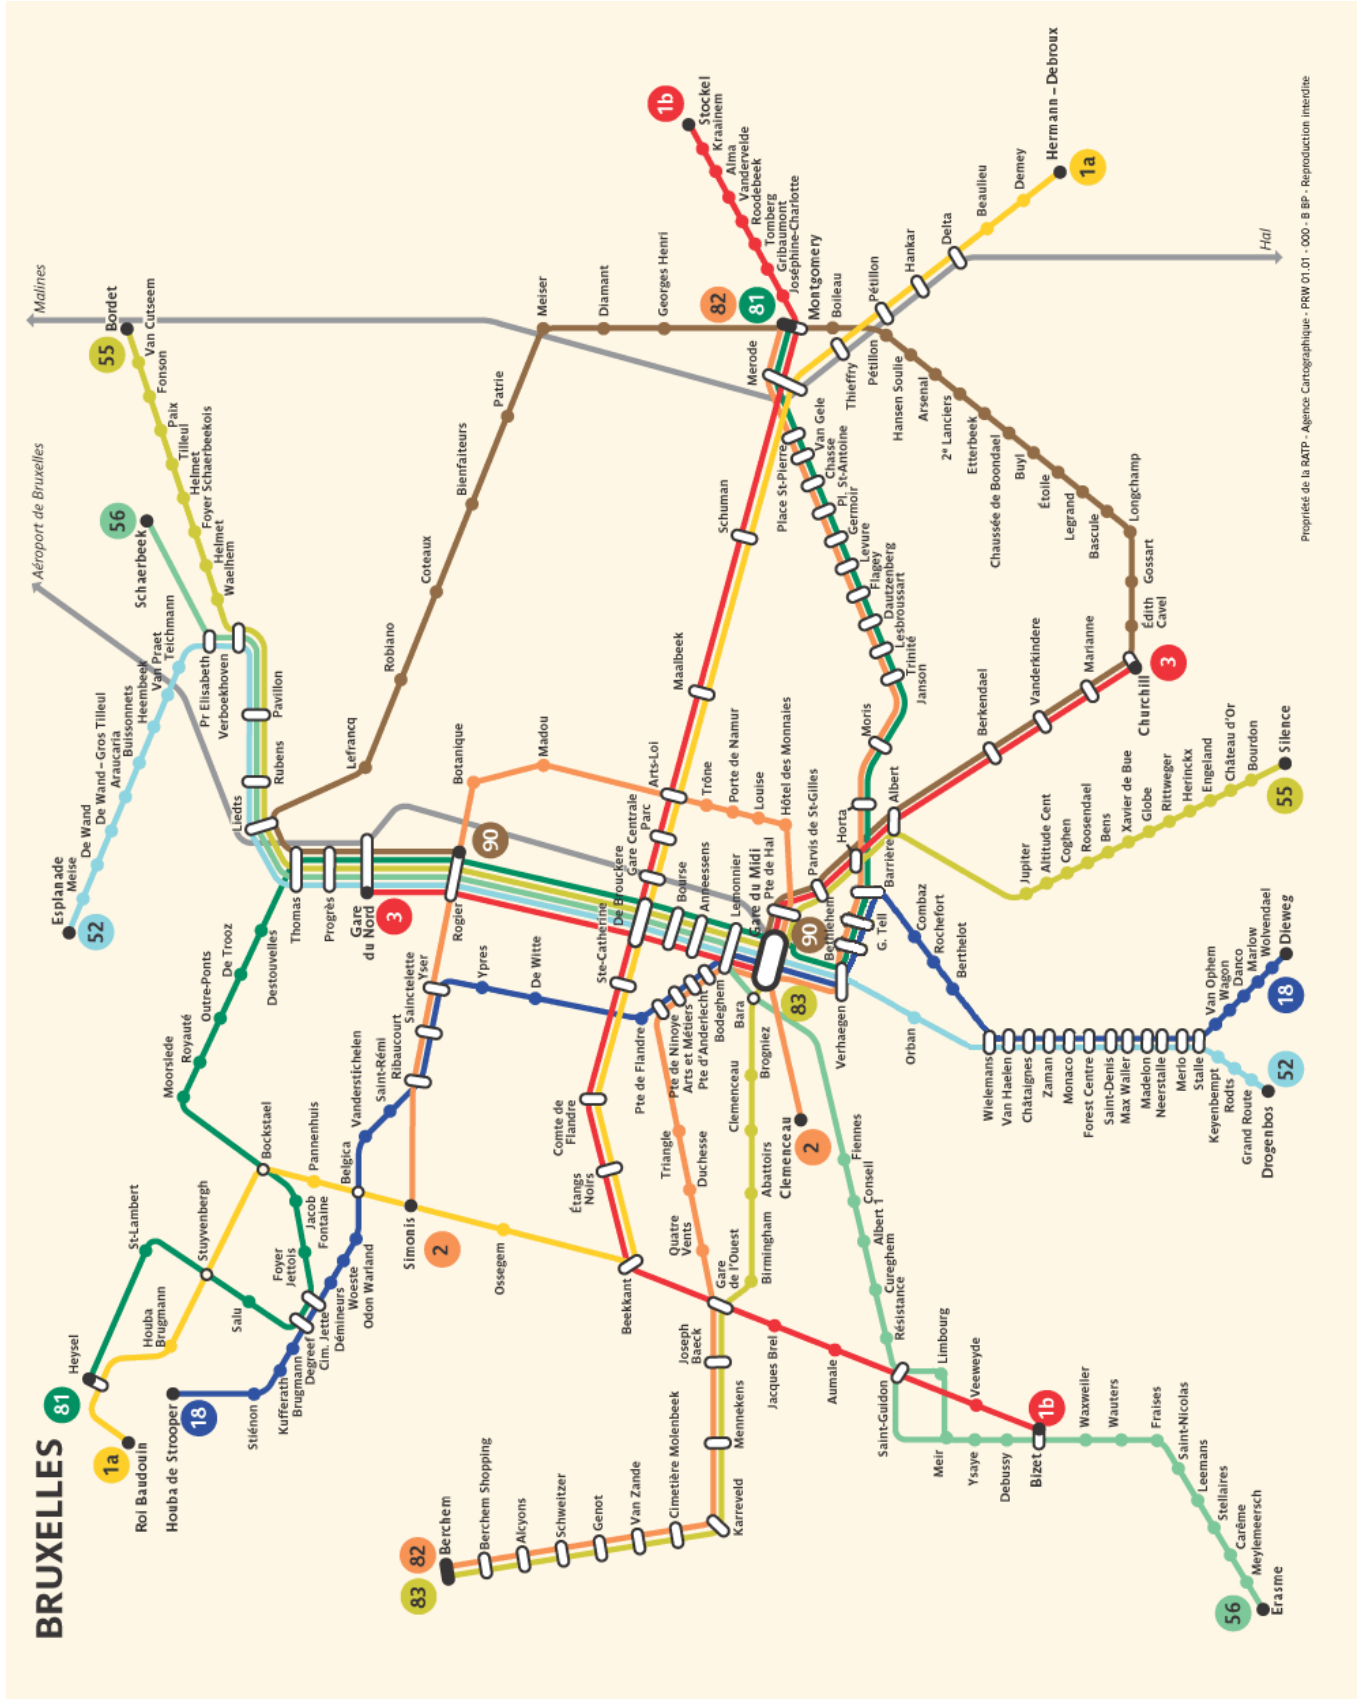 BRUXELLES
Malines
Aéroport de Bruxelles
Bordet
55
Van Cutseem
Fonson
Paix
Tilleul
Helmet
Foyer Schaerbeekois
Helmet
Waelhem
56
Schaerbeek
Teichmann
Van Praet
Heembeek
Buissonnets
Araucaria
De Wand – Gros Tilleul
De Wand
Meise
Esplanade
52
Pr Elisabeth
Verboekhoven
Pavillon
Rubens
Liedts
Thomas
Progrès
Gare
du Nord
3
Rogier
90
Lefrancq
Robiano
Coteaux
Bienfaiteurs
Patrie
Meiser
Diamant
Georges Henri
82
81
Montgomery
Boileau
Pétillon
Pétillon
Hankar
Delta
Beaulieu
Demey
Hermann – Debroux
1a
Hal
1b
Stockel
Kraainem
Alma
Vandervelde
Roodebeek
Tomberg
Gribaumont
Joséphine-Charlotte
Merode
Thieffry
Hansen Soulie
Arsenal
2e Lanciers
Etterbeek
Chaussée de Boondael
Buyl
Étoile
Legrand
Bascule
Longchamp
Gossart
Édith
Cavel
Churchill
3
Marianne
Vanderkindere
Berkendael
Albert
Schuman
Maalbeek
Arts-Loi
Parc
Gare Centrale
De Brouckere
Ste-Catherine
Comte de
Flandre
Étangs
Noirs
Beekkant
Place St-Pierre
Van Gele
Chasse
Pl. St-Antoine
Germoir
Levure
Flagey
Dautzenberg
Lesbroussart
Trinité
Janson
Moris
Horta
Barrière
Parvis de St-Gilles
Pte de Hal
Hôtel des Monnaies
Louise
Porte de Namur
Trône
Madou
Botanique
Bourse
Anneessens
Lemonnier
Gare du Midi
90
83
Bethléhem
G. Tell
Verhaegen
Bara
Bodeghem
Pte d'Anderlecht
Arts et Métiers
Pte de Ninove
Pte de Flandre
De Witte
Ypres
Yser
Sainctelette
Ribaucourt
Saint-Rémi
Vanderstichelen
Belgica
Pannenhuis
Bockstael
Destouvelles
De Trooz
Outre-Ponts
Royauté
Moorsiede
Jacob
Fontaine
Foyer
Jettois
St-Lambert
Stuyvenbergh
Salu
Houba
Brugmann
Heysel
81
1a
Roi Baudouin
Houba de Strooper
18
Stiénon
Kufferath
Brugmann
Degreef
Cim. Jette
Démineurs
Woeste
Odon Warland
Simonis
2
Ossegem
Gare
de l'Ouest
Quatre
Vents
Duchesse
Triangle
Birmingham
Abattoirs
Clemenceau
Brogniez
Clemenceau
2
Joseph
Baeck
Mennekens
Karreveld
Cimetière Molenbeek
Van Zande
Genot
Schweitzer
Alcyons
Berchem Shopping
Berchem
82
83
Jacques Brel
Aumale
Saint-Guidon
Veeweyde
1b
Bizet
Debussy
Ysaye
Meir
Limbourg
Résistance
Cureghem
Albert 1
Conseil
Fiennes
Waxweiler
Wauters
Fraises
Saint-Nicolas
Leemans
Stellaires
Carême
Meylemeersch
Erasme
56
Jupiter
Altitude Cent
Coghen
Roosendael
Bens
Xavier de Bue
Globe
Rittweger
Herinckx
Engeland
Château d'Or
Bourdon
Silence
55
Combaz
Rochefort
Berthelot
Orban
Wielemans
Van Haelen
Châtaignes
Zaman
Monaco
Forest Centre
Saint-Denis
Max Waller
Madelon
Neerstalle
Merlo
Stalle
Van Ophem
Wagon
Danco
Marlow
Wolvendael
Dieweg
18
Keyenbempt
Rodts
Grand Route
Drogenbos
52
Propriété de la RATP - Agence Cartographique - PRW 01.01 - 000 - B BP - Reproduction interdite